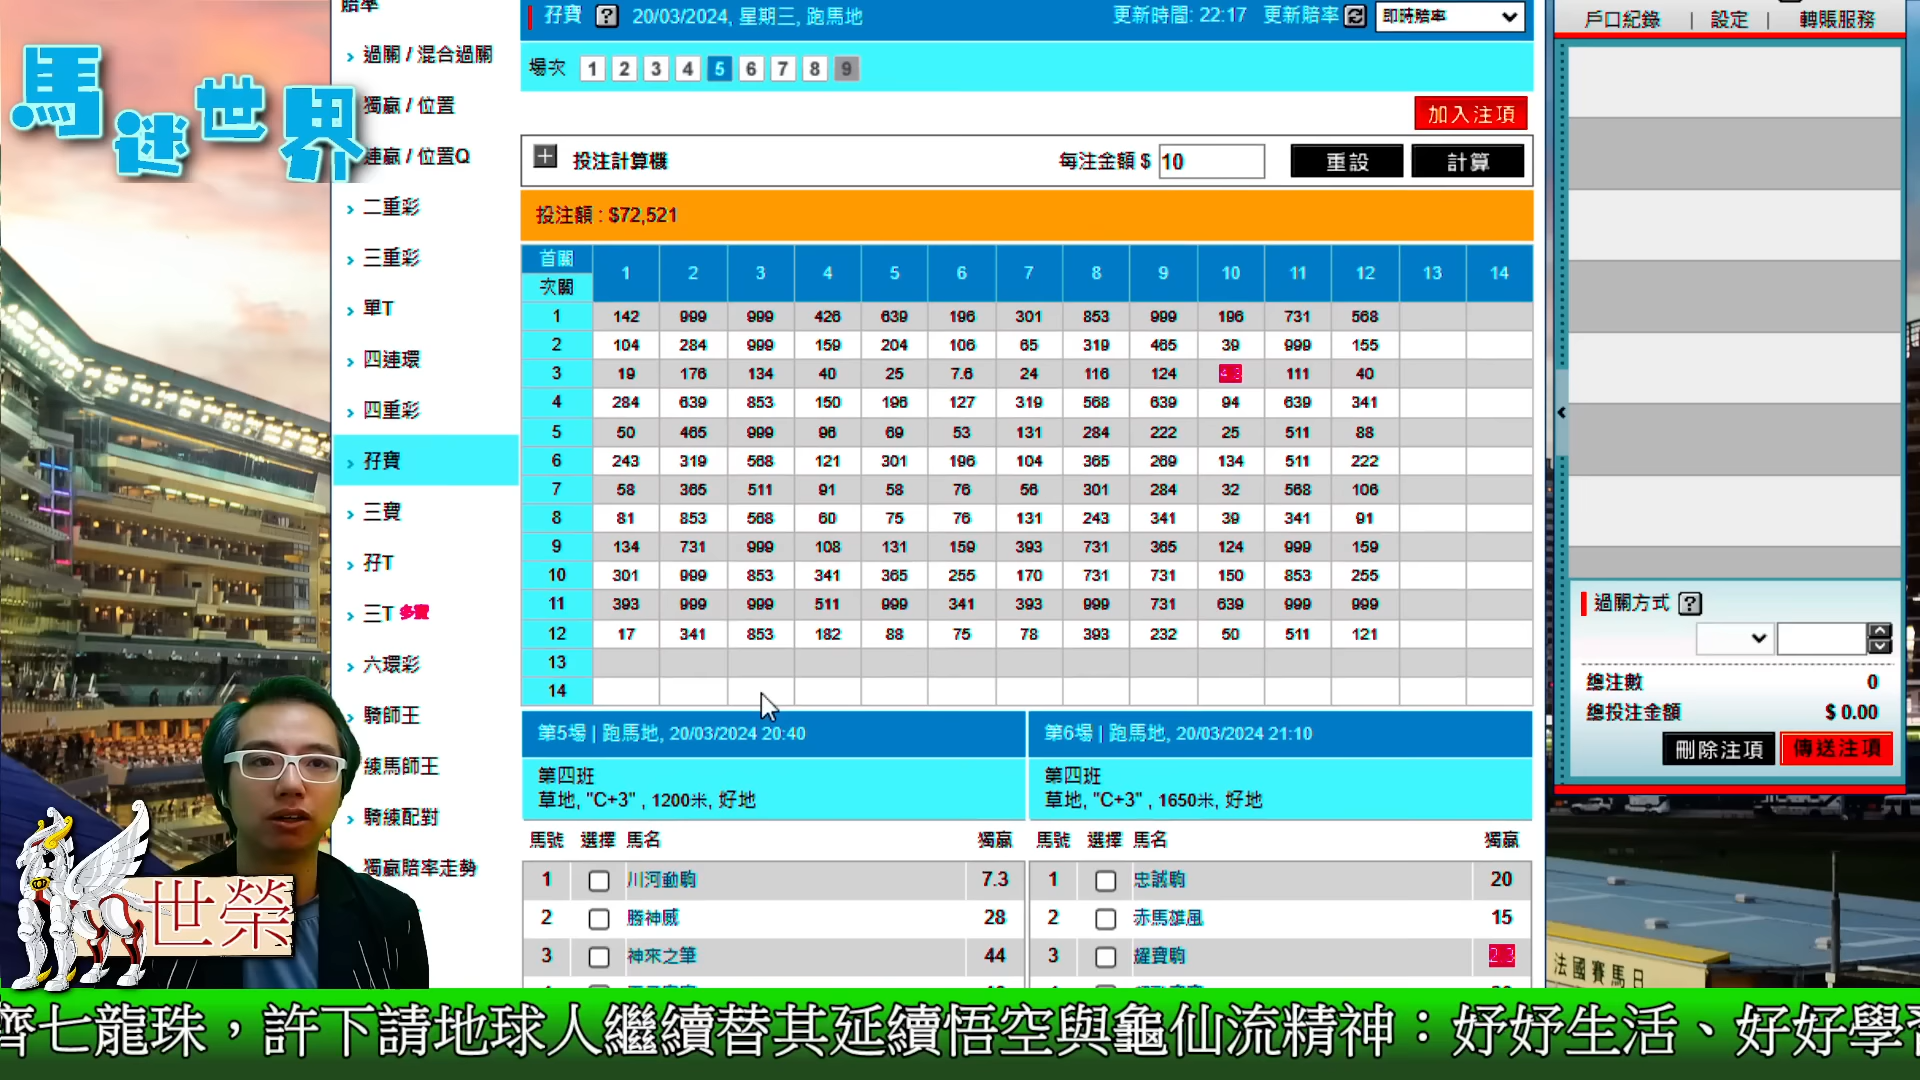 馬迷世界
賠率
過關 / 混合過關
獨贏 / 位置
連贏 / 位置Q
二重彩
三重彩
單T
四連環
四重彩
孖寶
三寶
孖T
三T 多寶
六環彩
騎師王
練馬師王
騎練配對
獨贏賠率走勢
孖寶 ? 20/03/2024, 星期三, 跑馬地 更新時間: 22:17 更新賠率 即時賠率
場次 1 2 3 4 5 6 7 8 9
加入注項
投注計算機 每注金額 $ 10 重設 計算
投注額 : $72,521
首關 1 2 3 4 5 6 7 8 9 10 11 12 13 14
次關
1 142 999 999 426 639 196 301 853 999 196 731 568
2 104 284 999 159 204 106 65 319 465 39 999 155
3 19 176 134 40 25 7.6 24 116 124 111 40
4 284 639 853 150 196 127 319 568 639 94 639 341
5 50 465 999 96 69 53 131 284 222 25 511 88
6 243 319 568 121 301 196 104 365 269 134 511 222
7 58 365 511 91 58 76 56 301 284 32 568 106
8 81 853 568 60 75 76 131 243 341 39 341 91
9 134 731 999 108 131 159 393 731 365 124 999 159
10 301 999 853 341 365 255 170 731 731 150 853 255
11 393 999 999 511 999 341 393 999 731 639 999 999
12 17 341 853 182 88 75 78 393 232 50 511 121
13
14
第5場 | 跑馬地, 20/03/2024 20:40
第四班
草地, "C+3" , 1200米, 好地
馬號 選擇 馬名 獨贏
1 川河動駒 7.3
2 勝神威 28
3 神來之筆 44
第6場 | 跑馬地, 20/03/2024 21:10
第四班
草地, "C+3" , 1650米, 好地
馬號 選擇 馬名 獨贏
1 忠誠駒 20
2 赤馬雄風 15
3 耀寶駒
戶口紀錄 | 設定 | 轉賬服務
過關方式 ?
總注數 0
總投注金額 $ 0.00
刪除注項 傳送注項
世榮
法國賽馬日
齊七龍珠，許下請地球人繼續替其延續悟空與龜仙流精神：好好生活、好好學習